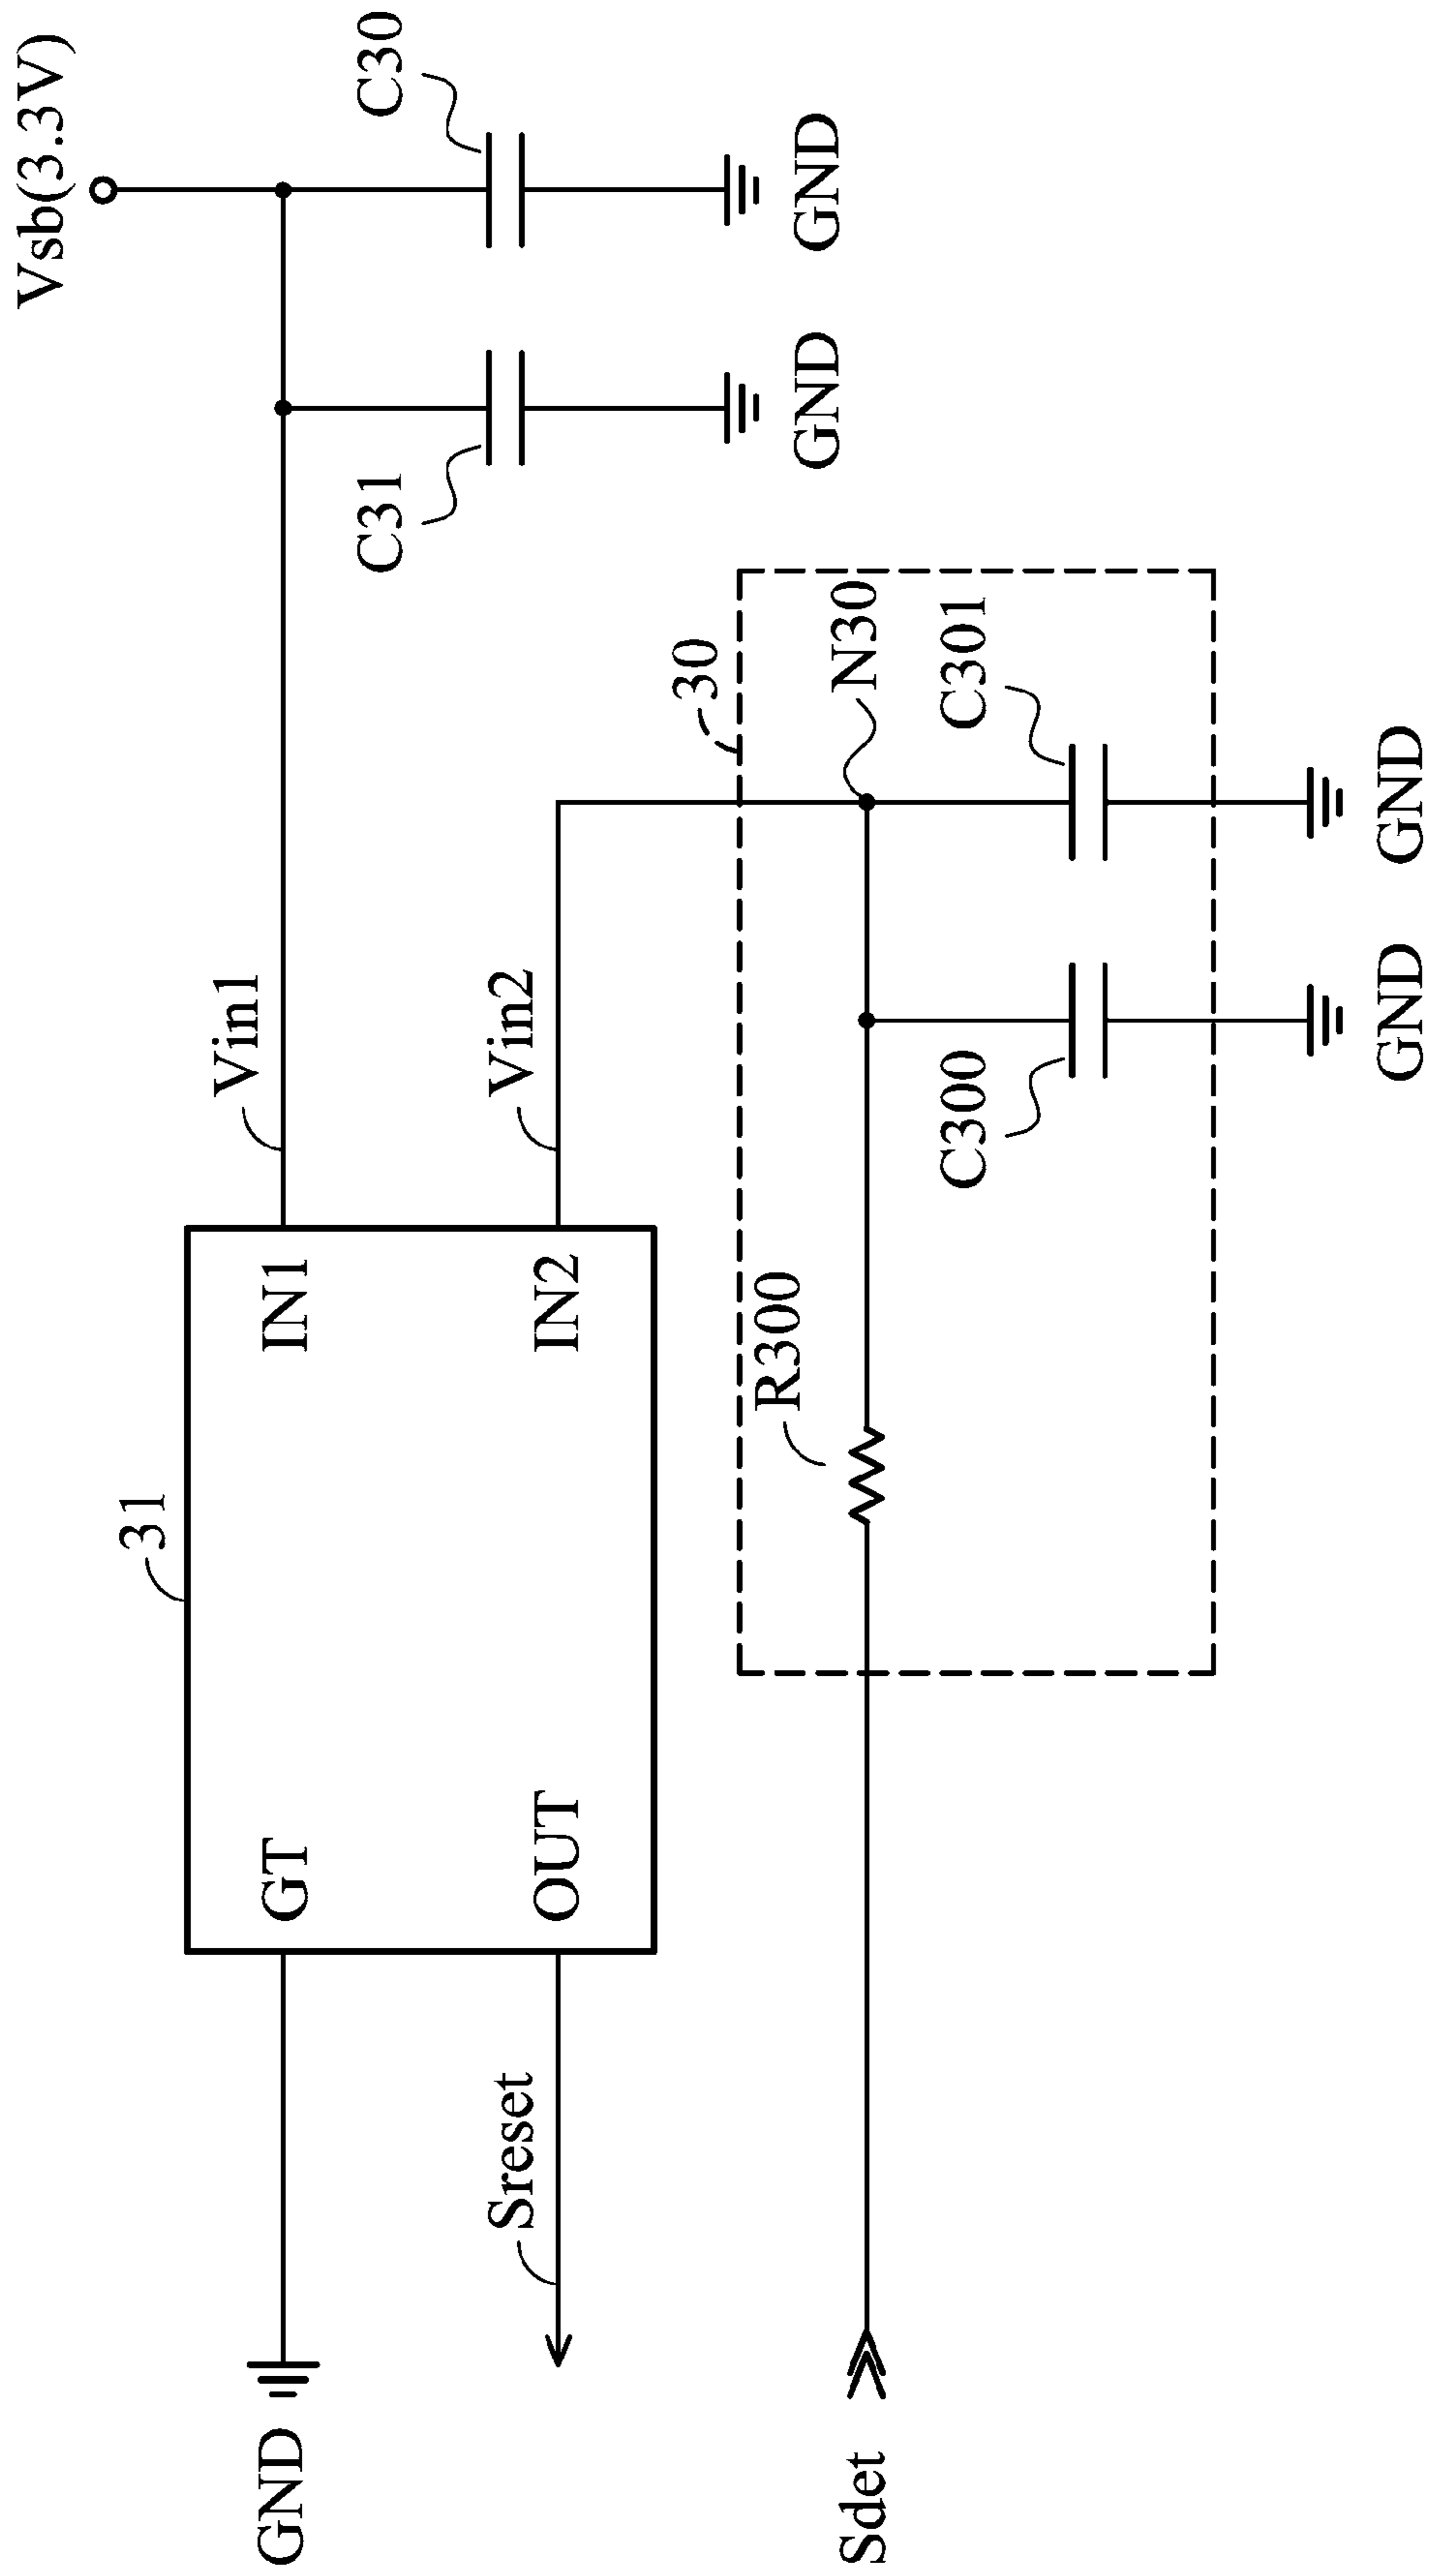 Vsb(3.3V)
31
Vin1
C31
C30
GND
GT
IN1
Sreset
OUT
IN2
Vin2
GND
GND
30
R300
N30
Sdet
C300
C301
GND
GND